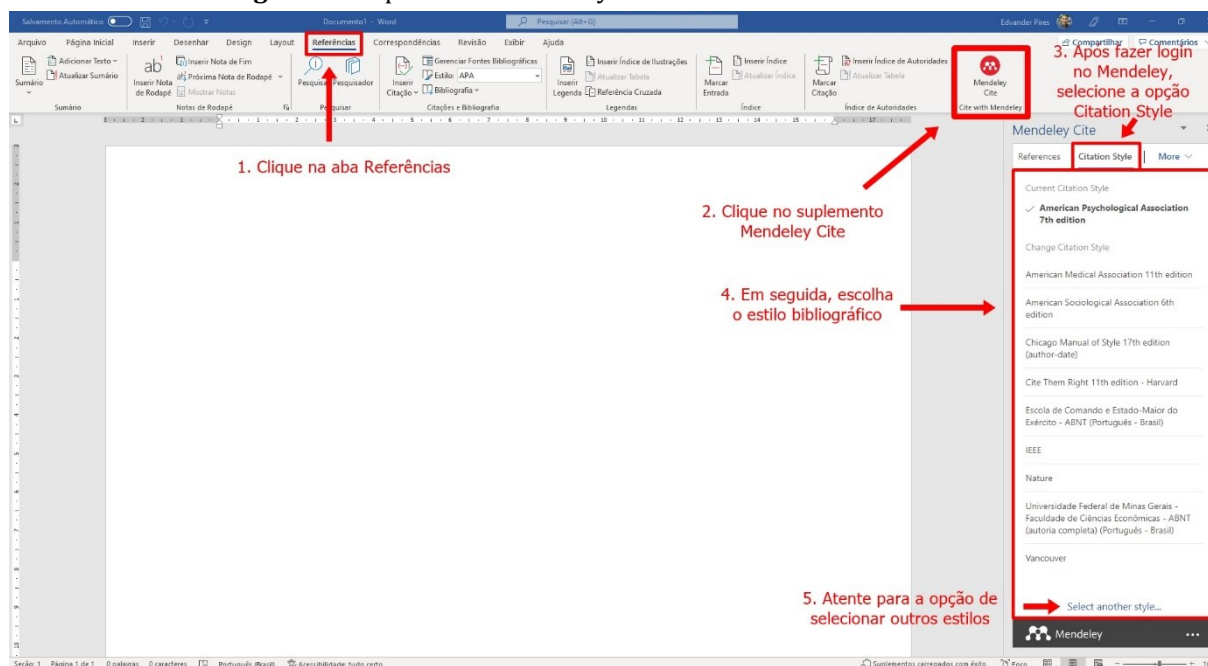 Salvamento Automático Documento1 - Word Pesquisar (Alt+G) Edvander Pires
Arquivo Página Inicial Inserir Desenhar Design Layout Referências Correspondências Revisão Exibir Ajuda Compartilhar Comentários
Sumário
Adicionar Texto
Atualizar Sumário
Sumário
ab
Inserir Nota de Rodapé
Inserir Nota de Fim
Próxima Nota de Rodapé
Mostrar Notas
Notas de Rodapé
Pesquisar Pesquisador
Pesquisar
Inserir Citação
Gerenciar Fontes Bibliográficas
Estilo: APA
Bibliografia
Citações e Bibliografia
Inserir Legenda
Inserir Índice de Ilustrações
Atualizar Tabela
Referência Cruzada
Legendas
Marcar Entrada
Inserir Índice
Atualizar Índice
Índice
Marcar Citação
Inserir Índice de Autoridades
Atualizar Tabela
Índice de Autoridades
Mendeley Cite
Cite with Mendeley
1. Clique na aba Referências
2. Clique no suplemento
Mendeley Cite
3. Após fazer login
no Mendeley,
selecione a opção
Citation Style
4. Em seguida, escolha
o estilo bibliográfico
5. Atente para a opção de
selecionar outros estilos
Mendeley Cite
References Citation Style More
Current Citation Style
American Psychological Association
7th edition
Change Citation Style
American Medical Association 11th edition
American Sociological Association 6th
edition
Chicago Manual of Style 17th edition
(author-date)
Cite Them Right 11th edition - Harvard
Escola de Comando e Estado-Maior do
Exército - ABNT (Português - Brasil)
IEEE
Nature
Universidade Federal de Minas Gerais -
Faculdade de Ciências Econômicas - ABNT
(autoria completa) (Português - Brasil)
Vancouver
Select another style...
Mendeley
Seção: 1 Página 1 de 1 0 palavras 0 caracteres Português (Brasil) Acessibilidade: tudo certo Suplementos carregados com êxito Foco